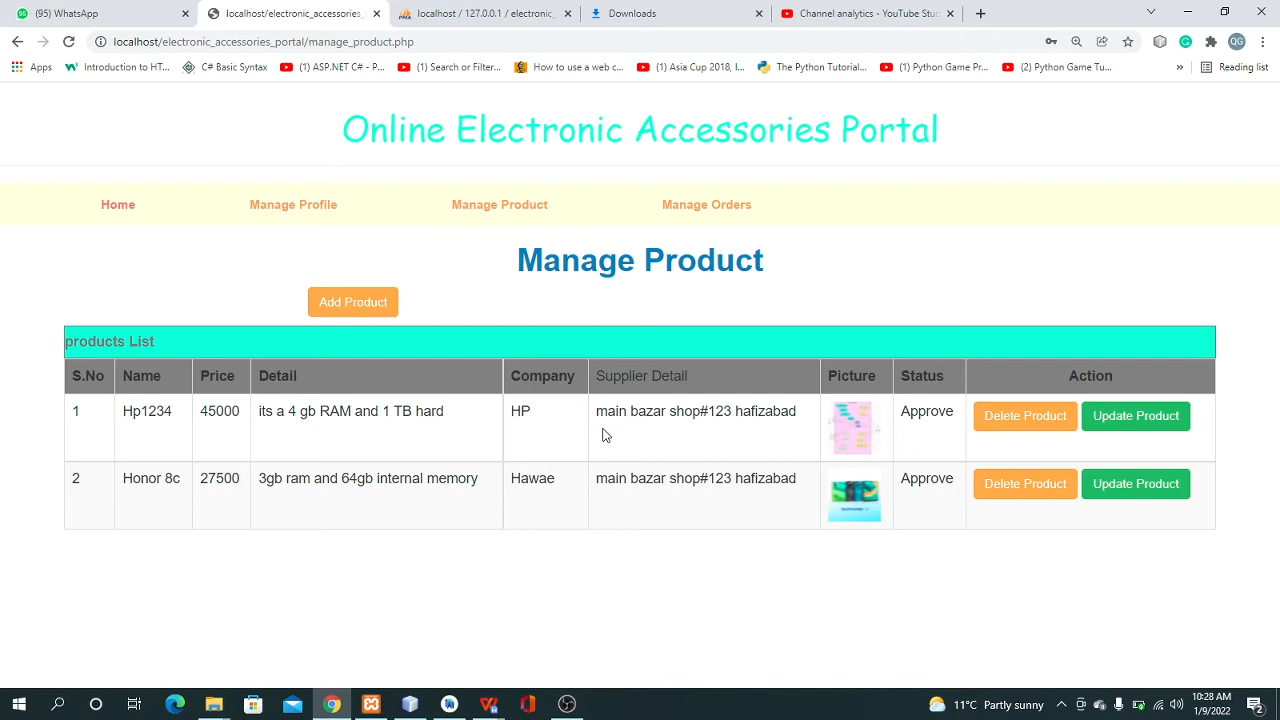 (95) WhatsApp
localhost/electronic_accessories_
localhost / 127.0.0.1 / electronic_
Downloads
Channel analytics - YouTube Stud
localhost/electronic_accessories_portal/manage_product.php
QG
Apps
Introduction to HT...
C# Basic Syntax
(1) ASP.NET C# - P...
(1) Search or Filter...
How to use a web c...
(1) Asia Cup 2018, I...
The Python Tutorial...
(1) Python Game Pr...
(2) Python Game Tu...
»
Reading list
Online Electronic Accessories Portal
Home Manage Profile Manage Product Manage Orders
Manage Product
Add Product
products List
S.No Name Price Detail Company Supplier Detail Picture Status Action
1 Hp1234 45000 its a 4 gb RAM and 1 TB hard HP main bazar shop#123 hafizabad Approve Delete Product Update Product
2 Honor 8c 27500 3gb ram and 64gb internal memory Hawae main bazar shop#123 hafizabad Approve Delete Product Update Product
11°C Partly sunny
10:28 AM
1/9/2022
2